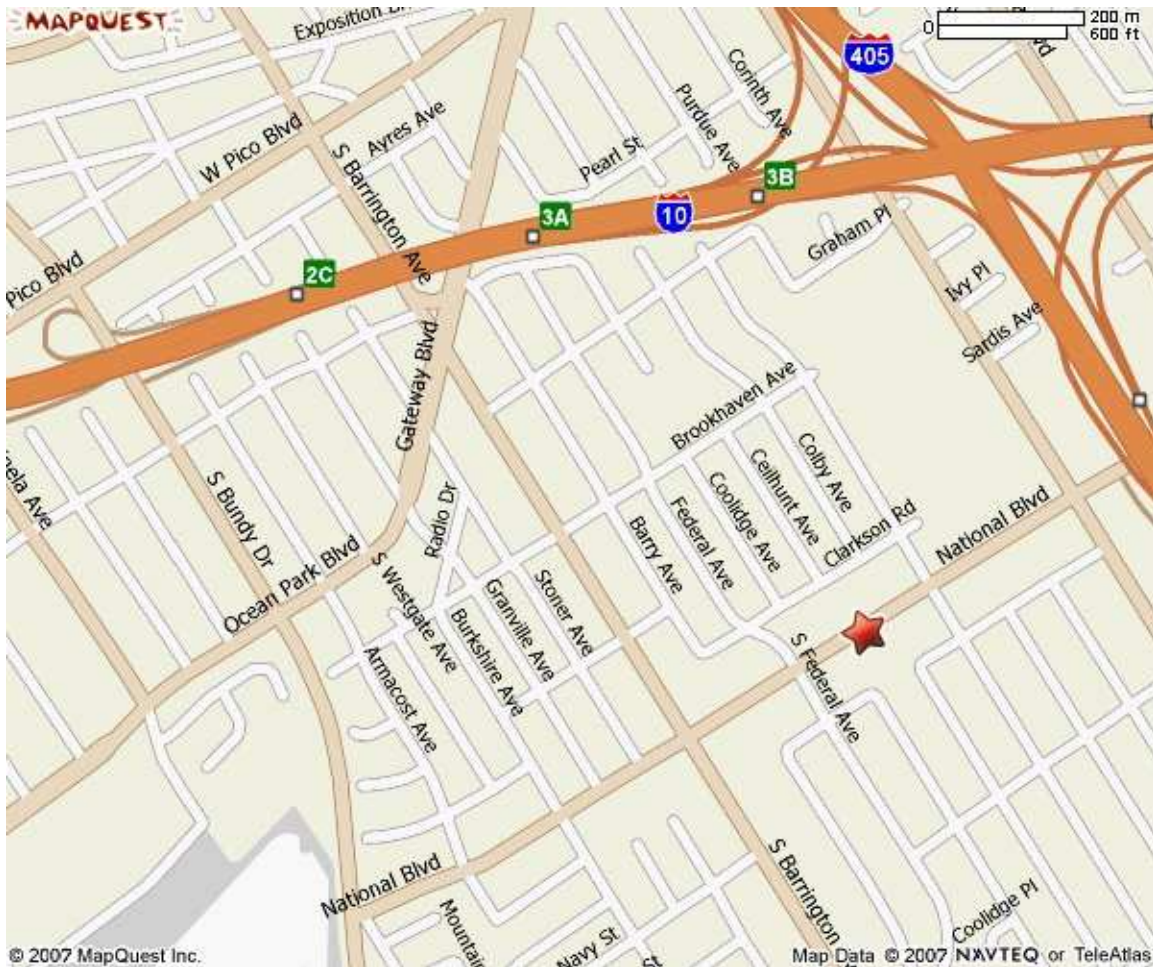 MAPQUEST
Exposition Bl
0
200 m
600 ft
405
Corinth Ave
Purdue Ave
Ayres Ave
W Pico Blvd
S Barrington Ave
Pearl St
3B
3A
10
Graham Pl
Pico Blvd
2C
Ivy Pl
Sardis Ave
Gateway Blvd
Brookhaven Ave
S Bundy Dr
Radio Dr
Colby Ave
Ceilhunt Ave
Coolidge Ave
Federal Ave
Barry Ave
Clarkson Rd
National Blvd
Ocean Park Blvd
S Westgate Ave
Stoner Ave
Granville Ave
Burkshire Ave
Armacost Ave
S Federal Ave
National Blvd
S Barrington
Mountain
Navy St
St
Coolidge Pl
© 2007 MapQuest Inc.
Map Data © 2007 NAVTEQ or TeleAtlas